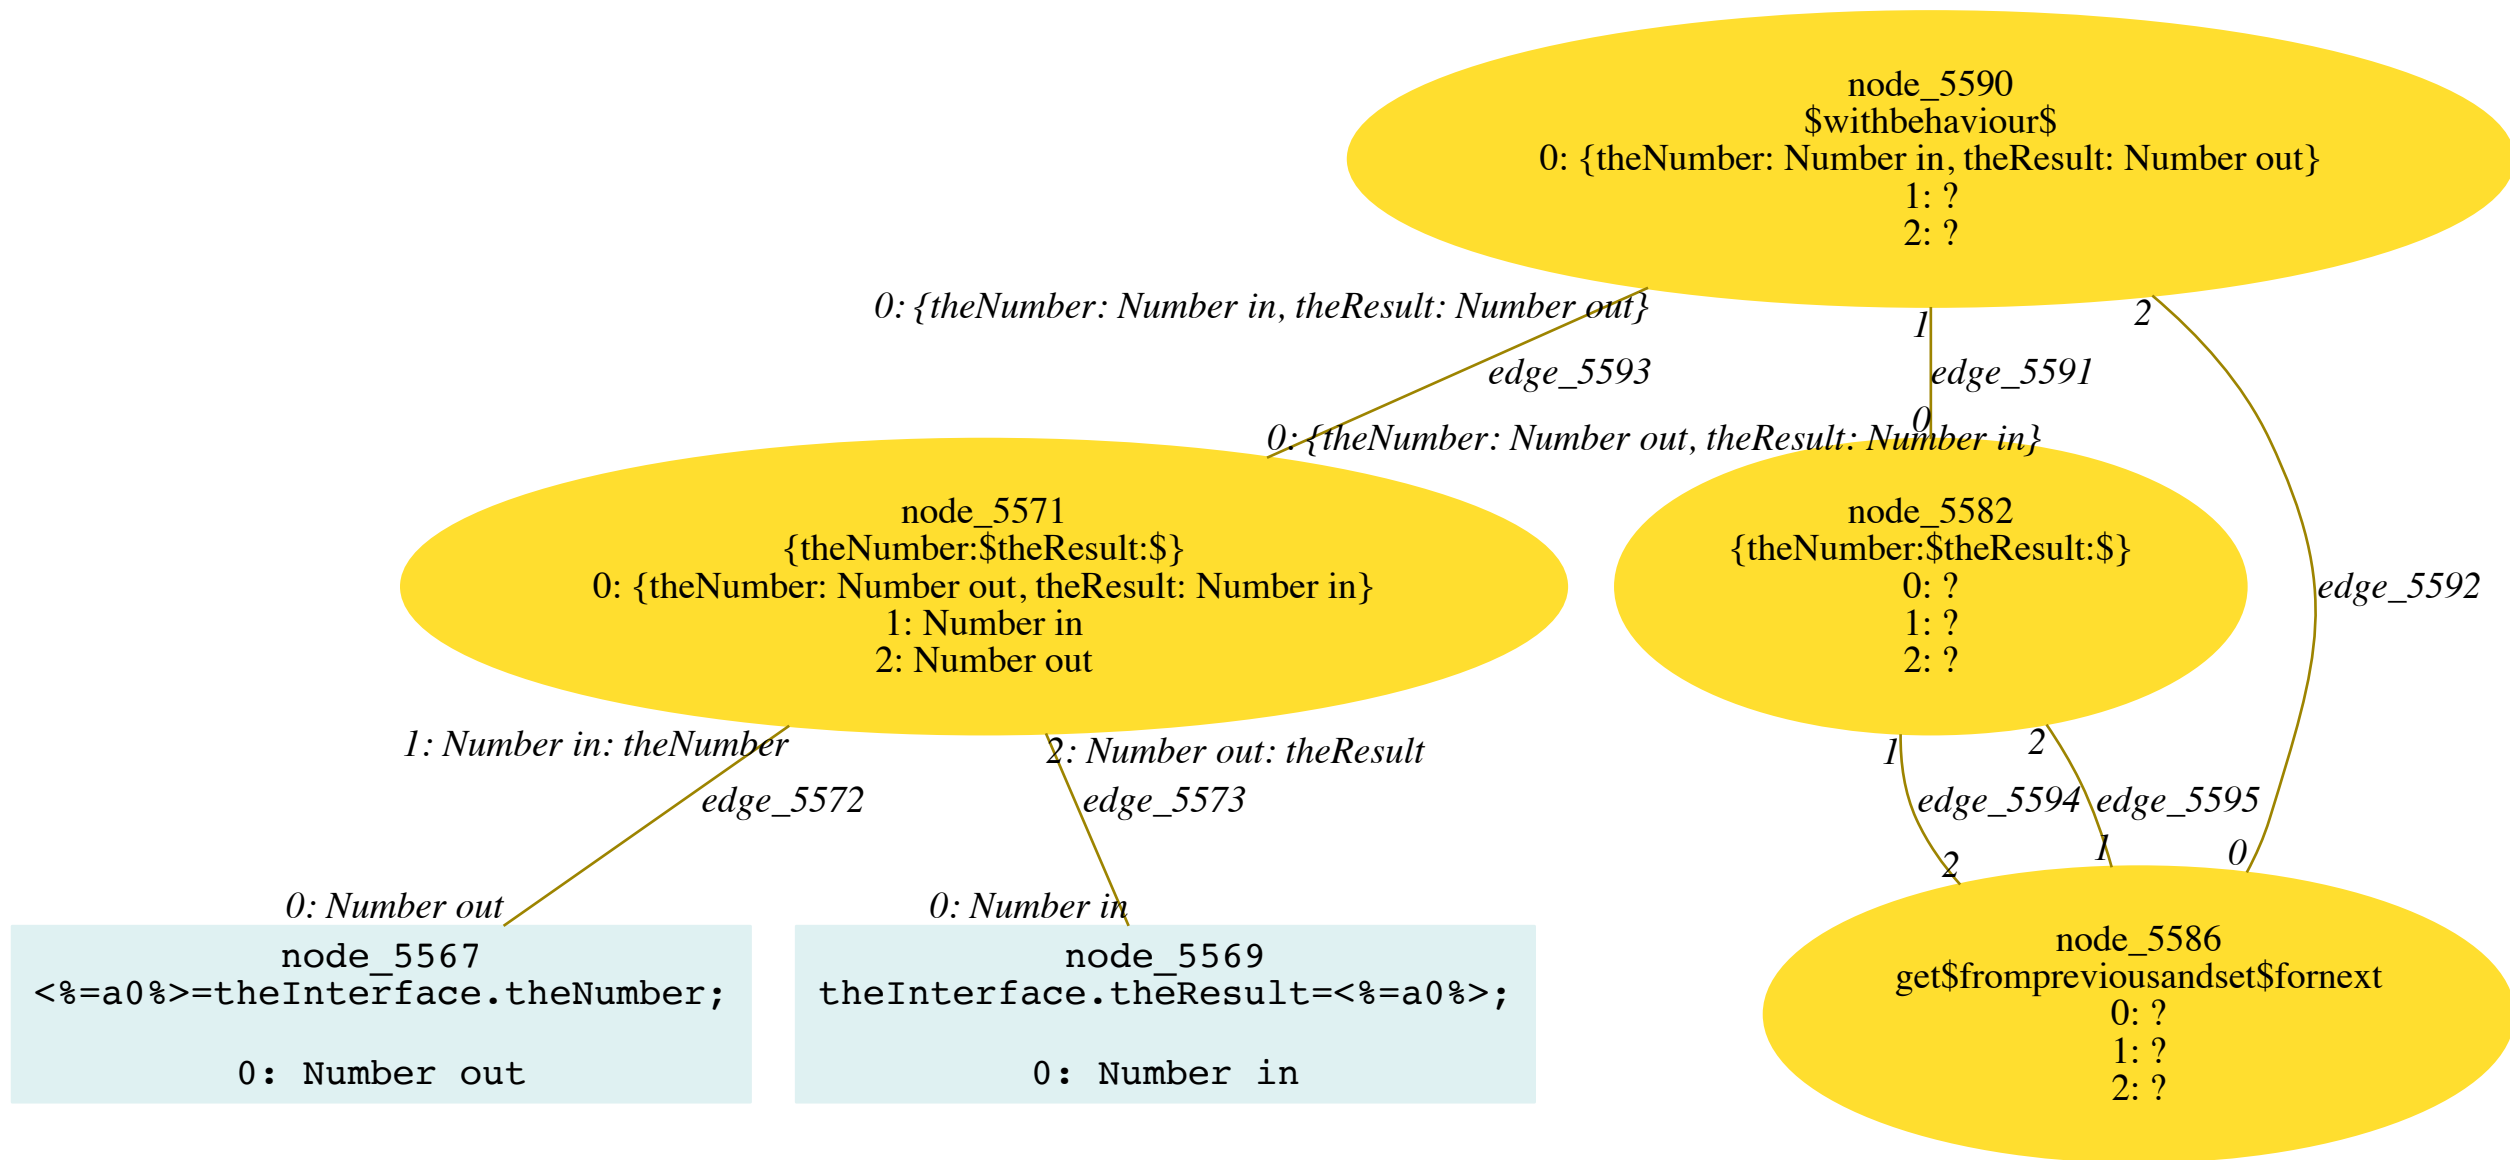 node_5590
$withbehaviour$
0: {theNumber: Number in, theResult: Number out}
1: ?
2: ?
0: {theNumber: Number in, theResult: Number out}
1
2
edge_5593
edge_5591
0
0: {theNumber: Number out, theResult: Number in}
node_5571
{theNumber:$theResult:$}
0: {theNumber: Number out, theResult: Number in}
1: Number in
2: Number out
node_5582
{theNumber:$theResult:$}
0: ?
1: ?
2: ?
edge_5592
1: Number in: theNumber
2: Number out: theResult
1
2
edge_5572
edge_5573
edge_5594
edge_5595
0: Number out
0: Number in
2
1
0
node_5567
<%=a0%>=theInterface.theNumber;
0: Number out
node_5569
theInterface.theResult=<%=a0%>;
0: Number in
node_5586
get$frompreviousandset$fornext
0: ?
1: ?
2: ?